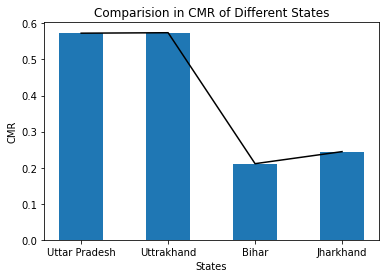 Comparision in CMR of Different States
0.6
0.5
0.4
0.3
0.2
0.1
0.0
CMR
Uttar Pradesh Uttrakhand Bihar Jharkhand
States